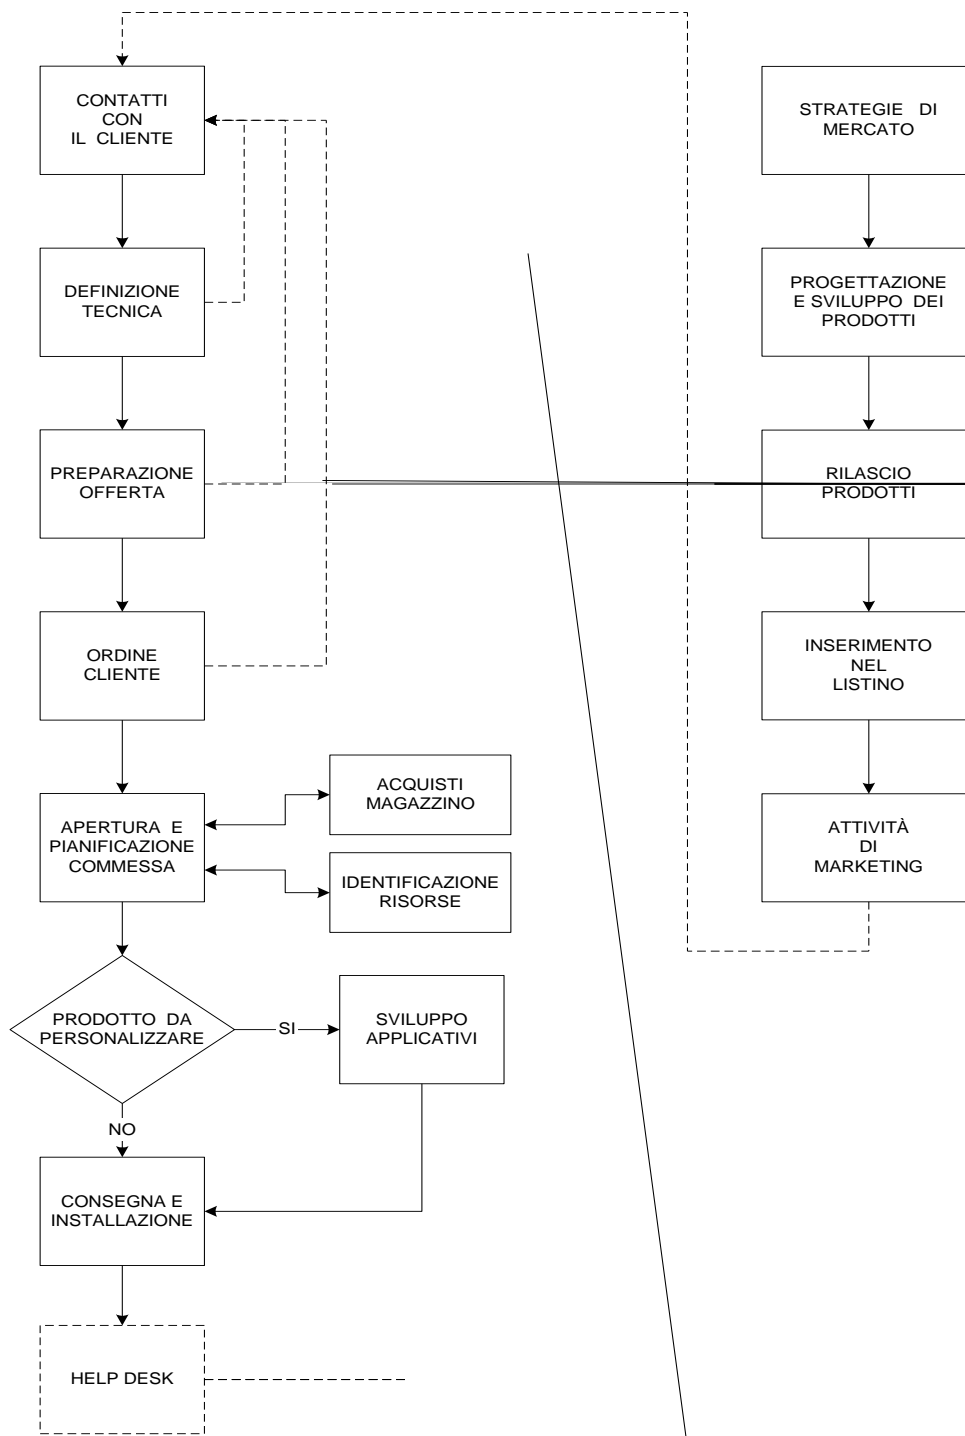 CONTATTI
CON
IL CLIENTE
DEFINIZIONE
TECNICA
PREPARAZIONE
OFFERTA
ORDINE
CLIENTE
APERTURA E
PIANIFICAZIONE
COMMESSA
ACQUISTI
MAGAZZINO
IDENTIFICAZIONE
RISORSE
PRODOTTO DA
PERSONALIZZARE
SI
SVILUPPO
APPLICATIVI
NO
CONSEGNA E
INSTALLAZIONE
HELP DESK
STRATEGIE DI
MERCATO
PROGETTAZIONE
E SVILUPPO DEI
PRODOTTI
RILASCIO
PRODOTTI
INSERIMENTO
NEL
LISTINO
ATTIVITÀ
DI
MARKETING